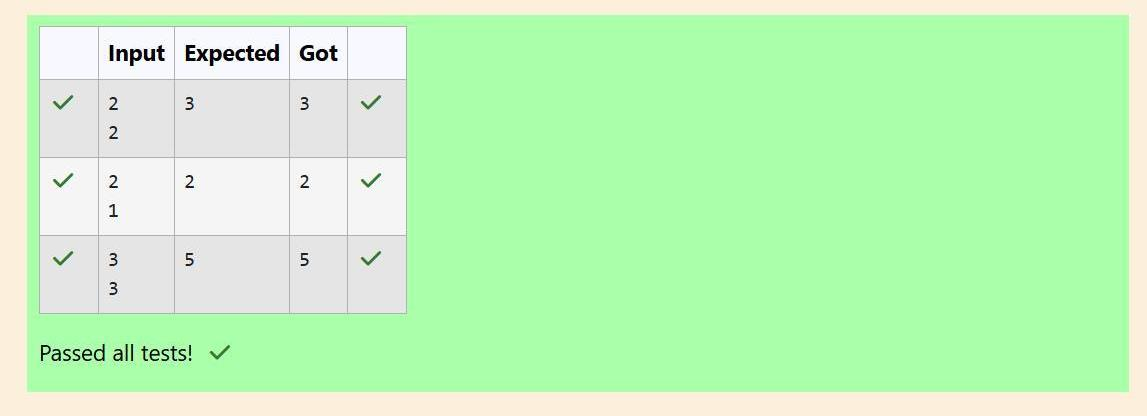 Input Expected Got
2 3 3
2
2 2 2
1
3 5 5
3
Passed all tests!